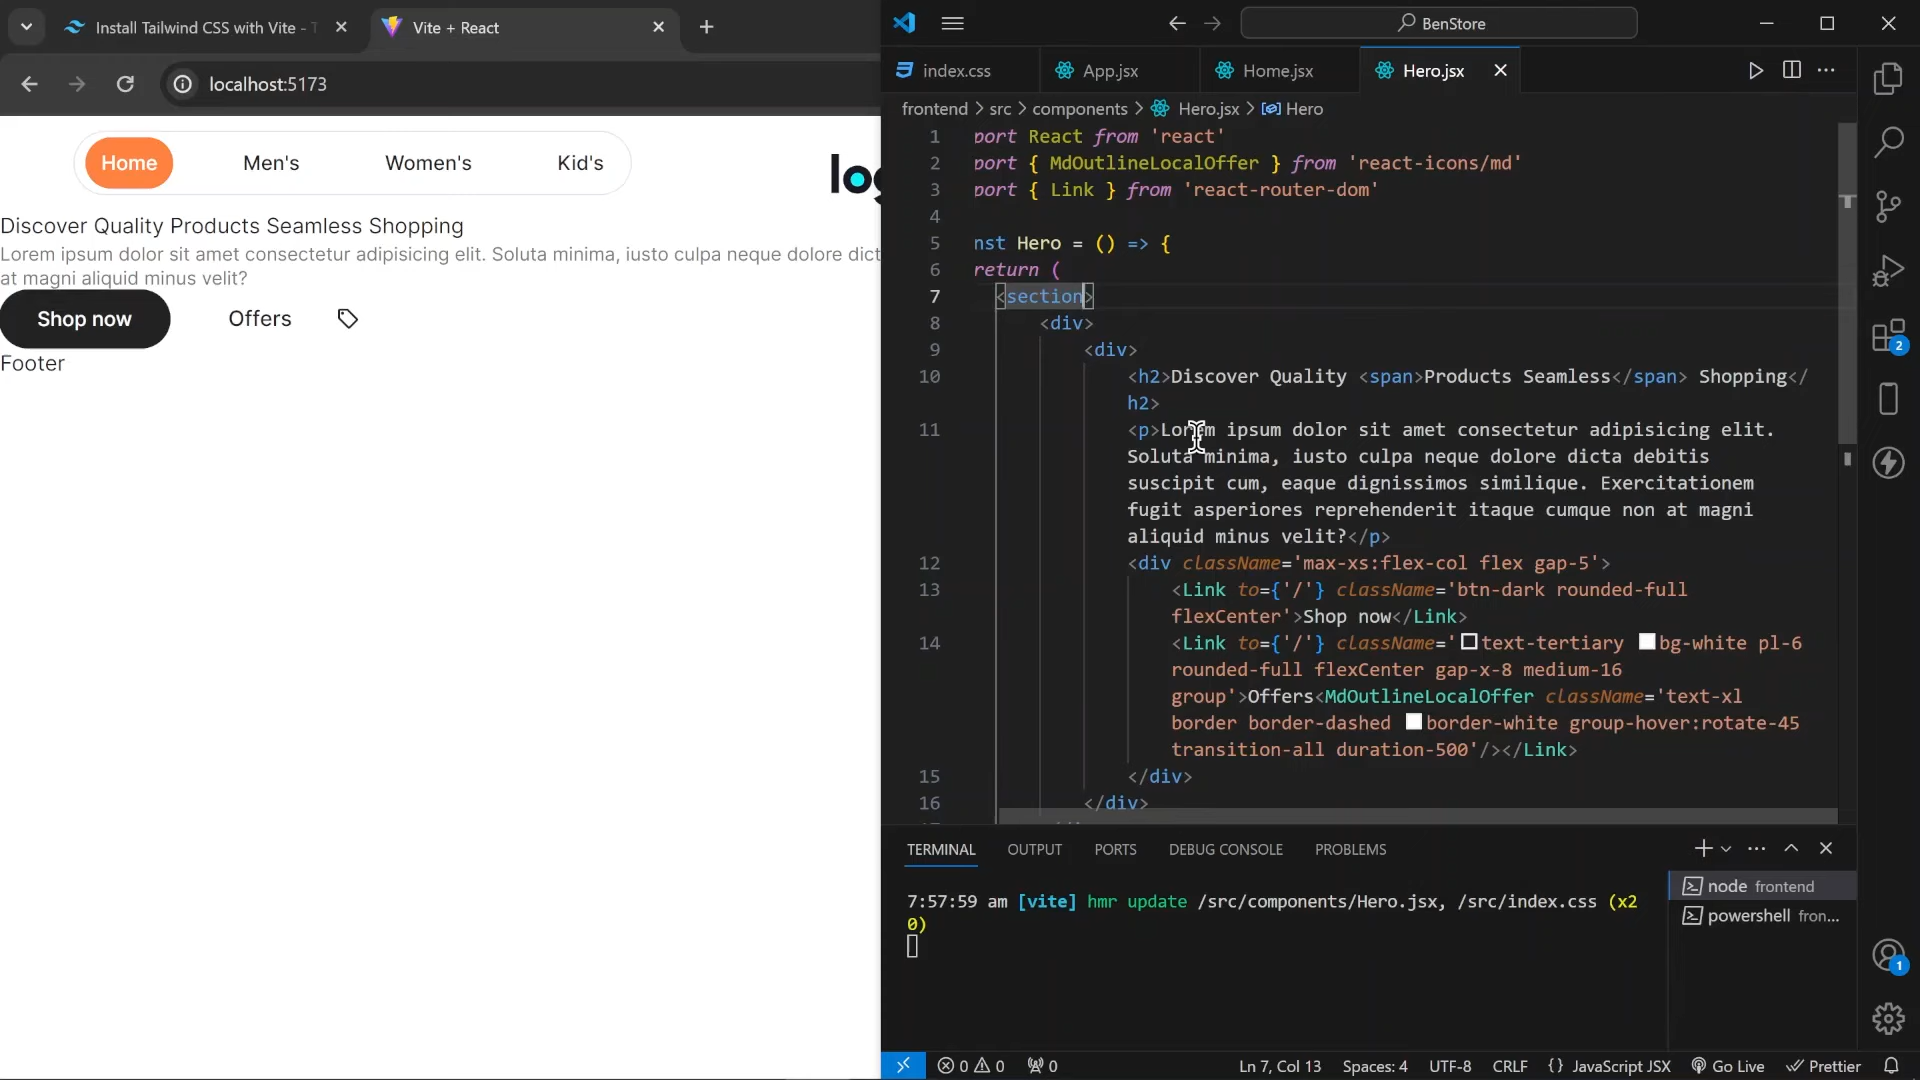 Install Tailwind CSS with Vite - T
Vite + React
localhost:5173
Home
Men's
Women's
Kid's
Discover Quality Products Seamless Shopping
Lorem ipsum dolor sit amet consectetur adipisicing elit. Soluta minima, iusto culpa neque dolore dict
at magni aliquid minus velit?
Shop now
Offers
Footer
BenStore
index.css
App.jsx
Home.jsx
Hero.jsx
frontend > src > components > Hero.jsx > Hero
1 port React from 'react'
2 port { MdOutlineLocalOffer } from 'react-icons/md'
3 port { Link } from 'react-router-dom'
4
5 nst Hero = () => {
6 return (
7 <section>
8 <div>
9 <div>
10 <h2>Discover Quality <span>Products Seamless</span> Shopping</
h2>
11 <p>Lorem ipsum dolor sit amet consectetur adipisicing elit.
Soluta minima, iusto culpa neque dolore dicta debitis
suscipit cum, eaque dignissimos similique. Exercitationem
fugit asperiores reprehenderit itaque cumque non at magni
aliquid minus velit?</p>
12 <div className='max-xs:flex-col flex gap-5'>
13 <Link to={'/'} className='btn-dark rounded-full
flexCenter'>Shop now</Link>
14 <Link to={'/'} className='text-tertiary bg-white pl-6
rounded-full flexCenter gap-x-8 medium-16
group'>Offers<MdOutlineLocalOffer className='text-xl
border border-dashed border-white group-hover:rotate-45
transition-all duration-500'/></Link>
15 </div>
16 </div>
TERMINAL
OUTPUT
PORTS
DEBUG CONSOLE
PROBLEMS
7:57:59 am [vite] hmr update /src/components/Hero.jsx, /src/index.css (x2
0)
node frontend
powershell fron...
2
1
0 0 0
Ln 7, Col 13
Spaces: 4
UTF-8
CRLF
{} JavaScript JSX
Go Live
Prettier